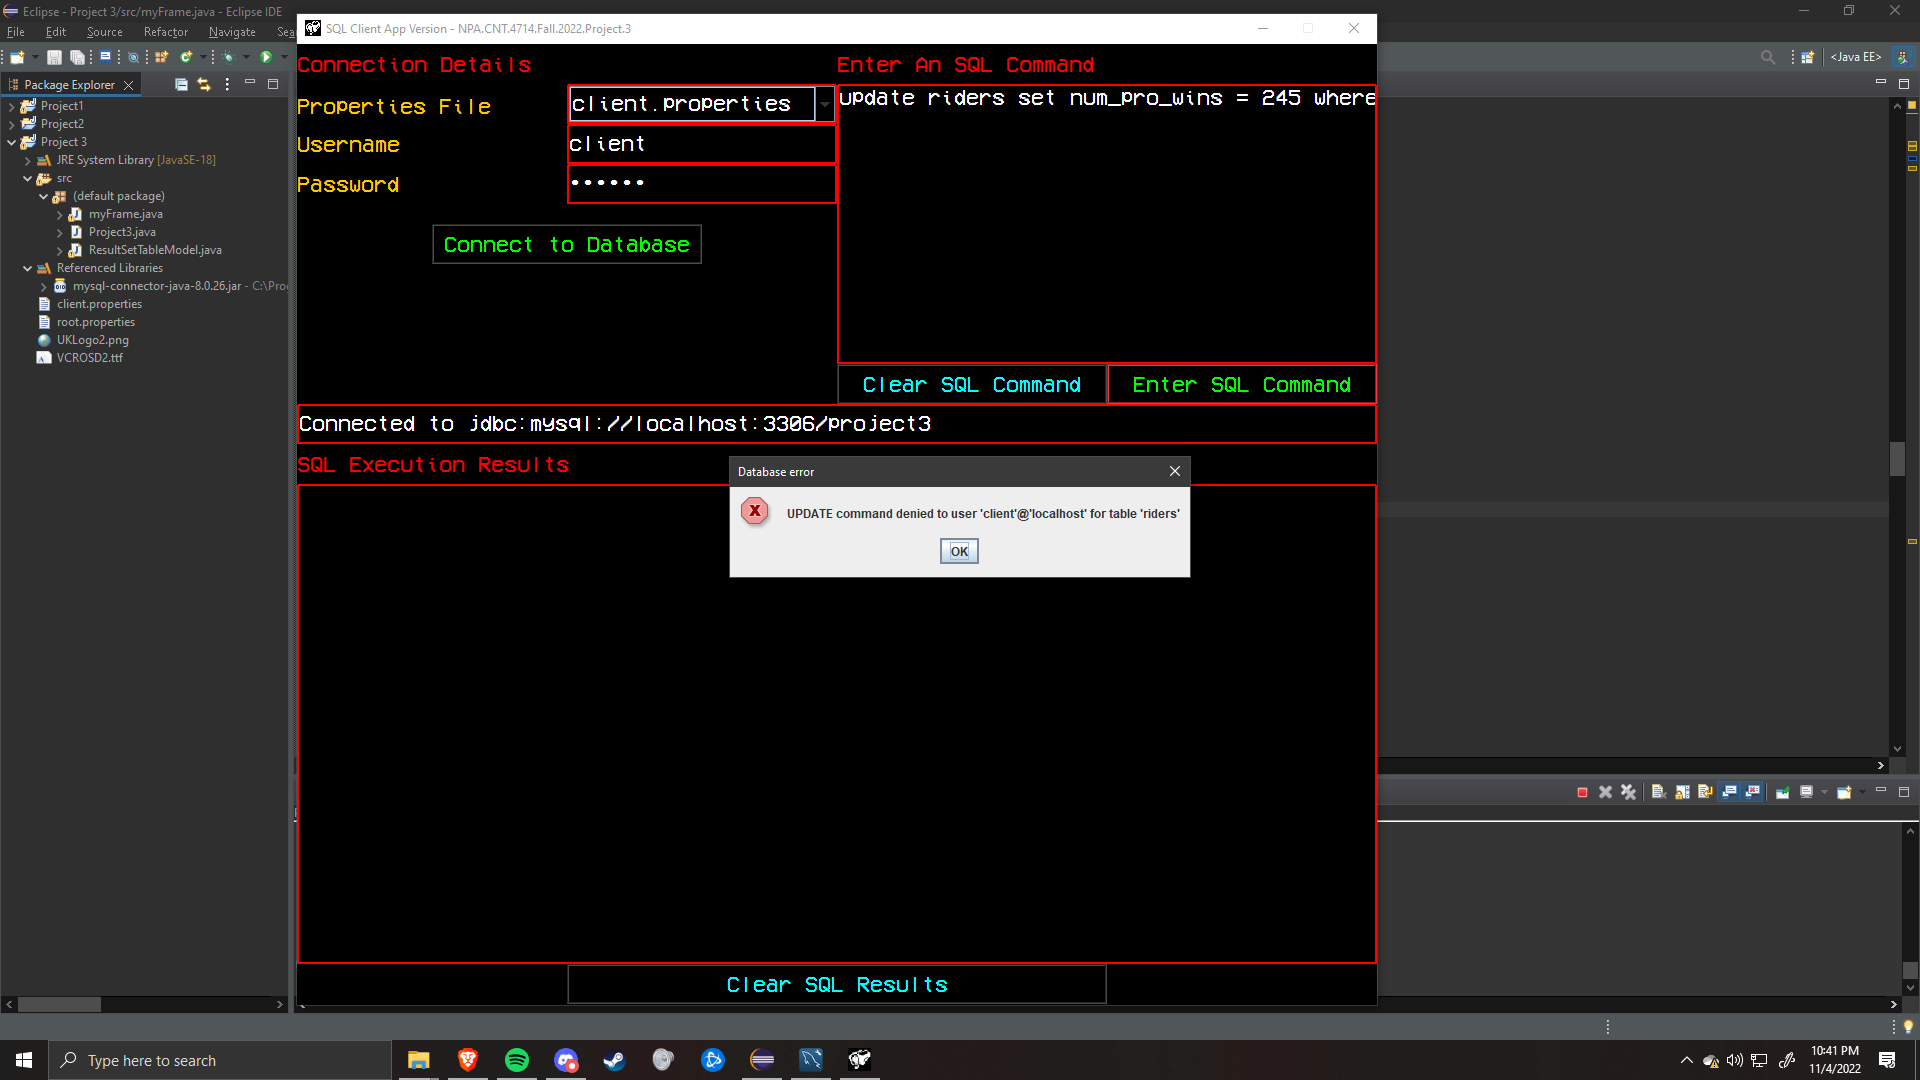 Eclipse - Project 3/src/myFrame.java - Eclipse IDE
File Edit Source Refactor Navigate Sea
<Java EE>
Package Explorer
Project1
Project2
Project 3
JRE System Library [JavaSE-18]
src
(default package)
myFrame.java
Project3.java
ResultSetTableModel.java
Referenced Libraries
mysql-connector-java-8.0.26.jar - C:\Prog
client.properties
root.properties
UKLogo2.png
VCROSD2.ttf
SQL Client App Version - NPA.CNT.4714.Fall.2022.Project.3
Connection Details
Enter An SQL Command
Properties File
client.properties
update riders set num_pro_wins = 245 where
Username
client
Password
••••••
Connect to Database
Clear SQL Command
Enter SQL Command
Connected to jdbc:mysql://localhost:3306/project3
SQL Execution Results
Database error
UPDATE command denied to user 'client'@'localhost' for table 'riders'
OK
Clear SQL Results
Type here to search
10:41 PM
11/4/2022